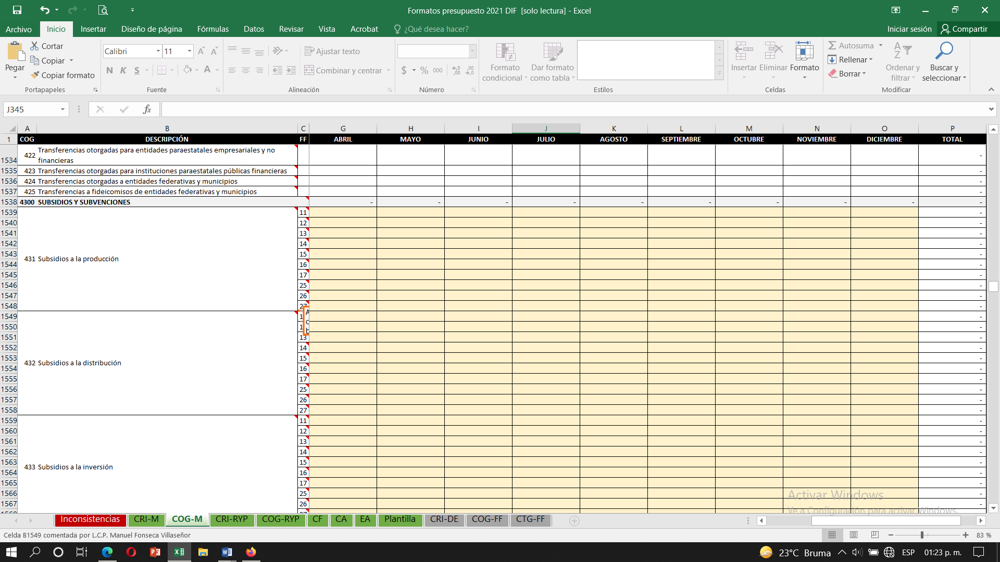 Formatos presupuesto 2021 DIF [solo lectura] - Excel
Archivo Inicio Insertar Diseño de página Fórmulas Datos Revisar Vista Acrobat ¿Qué desea hacer? Iniciar sesión Compartir
Pegar Cortar Copiar Copiar formato Portapapeles
Calibri 11 N K S Fuente
Ajustar texto Combinar y centrar Alineación
$ % 000 Número
Formato condicional Dar formato como tabla Estilos
Insertar Eliminar Formato Celdas
Autosuma Rellenar Borrar Ordenar y filtrar Buscar y seleccionar Modificar
J345 fx
A B C G H I J K L M N O P
1 COG DESCRIPCIÓN FF ABRIL MAYO JUNIO JULIO AGOSTO SEPTIEMBRE OCTUBRE NOVIEMBRE DICIEMBRE TOTAL
1534 422 Transferencias otorgadas para entidades paraestatales empresariales y no financieras -
1535 423 Transferencias otorgadas para instituciones paraestatales públicas financieras -
1536 424 Transferencias otorgadas a entidades federativas y municipios -
1537 425 Transferencias a fideicomisos de entidades federativas y municipios -
1538 4300 SUBSIDIOS Y SUBVENCIONES - - - - - - - - - -
1539 11 -
1540 12 -
1541 13 -
1542 14 -
1543 431 Subsidios a la producción 15 -
1544 16 -
1545 17 -
1546 25 -
1547 26 -
1548 27 -
1549 1 A -
1550 1 c b -
1551 13 -
1552 14 -
1553 432 Subsidios a la distribución 15 -
1554 16 -
1555 17 -
1556 25 -
1557 26 -
1558 27 -
1559 11 -
1560 12 -
1561 13 -
1562 14 -
1563 433 Subsidios a la inversión 15 -
1564 16 -
1565 17 -
1566 25 -
1567 26 -
Activar Windows
Ve a Configuración para activar Windows.
Inconsistencias CRI-M COG-M CRI-RYP COG-RYP CF CA EA Plantilla CRI-DE COG-FF CTG-FF
Celda B1549 comentada por L.C.P. Manuel Fonseca Villaseñor 83 %
23°C Bruma ESP 01:23 p. m.